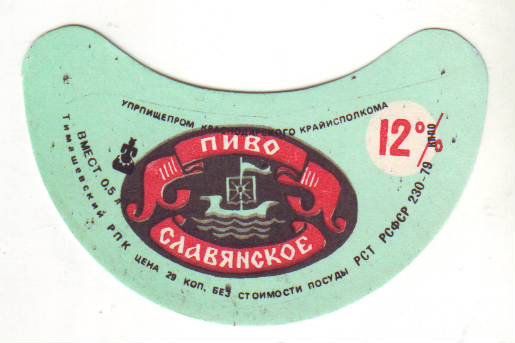 УПРПИЩЕПРОМ КРАСНОДАРСКОГО КРАЙИСПОЛКОМА
12%
ПИВО
СЛАВЯНСКОЕ
ВМЕСТ. 0,5 л
Тимашевский РПК ЦЕНА 29 КОП. БЕЗ СТОИМОСТИ ПОСУДЫ РСТ РСФСР 230-79